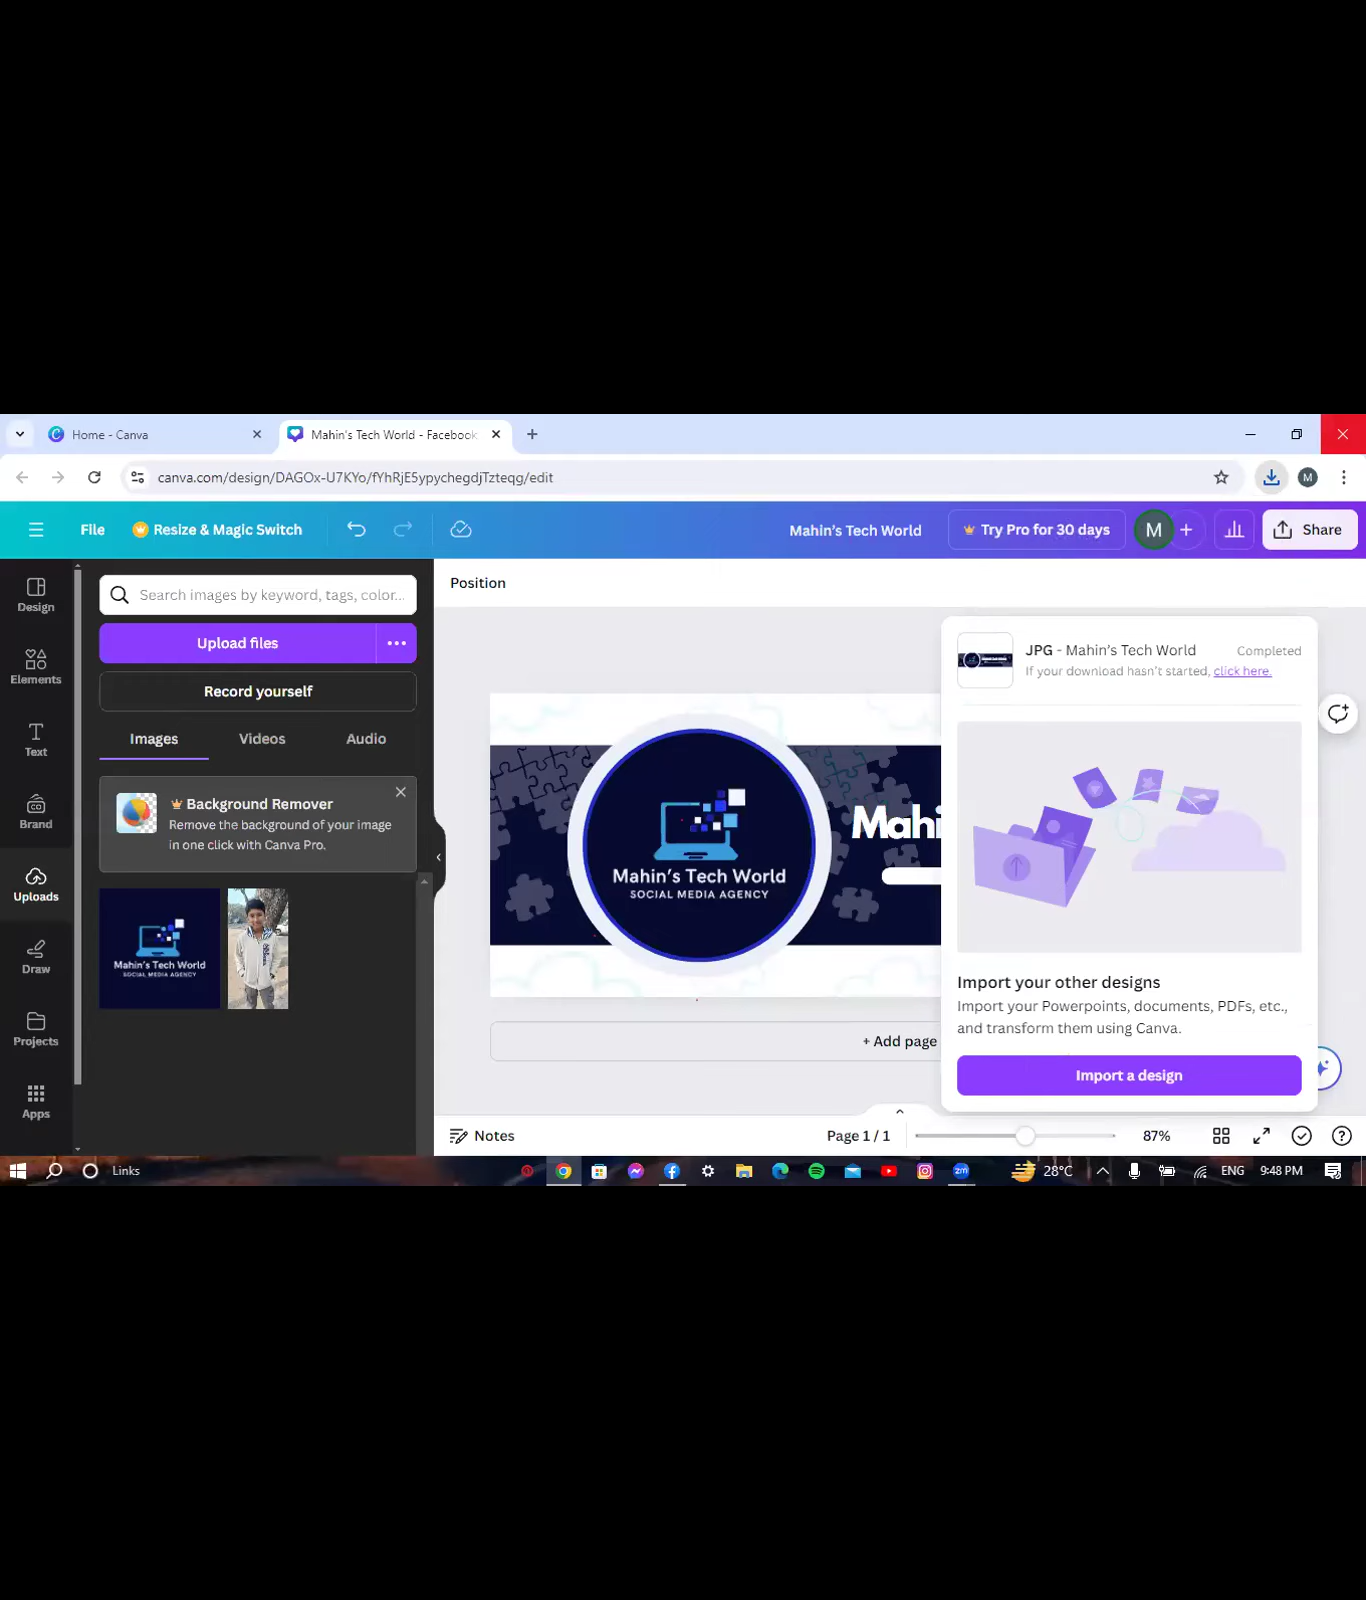 Home - Canva
Mahin's Tech World - Facebook
canva.com/design/DAGOx-U7KYo/fYhRjE5ypychegdjTzteqg/edit
M
File
Resize & Magic Switch
Mahin's Tech World
Try Pro for 30 days
M
+
Share
Design
Elements
Text
Brand
Uploads
Draw
Projects
Apps
Search images by keyword, tags, color...
Upload files
Record yourself
Images
Videos
Audio
Background Remover
Remove the background of your image
in one click with Canva Pro.
Mahin's Tech World
SOCIAL MEDIA AGENCY
Position
Mahin's Tech World
SOCIAL MEDIA AGENCY
Mahi
JPG - Mahin's Tech World
Completed
If your download hasn't started, click here.
Import your other designs
Import your Powerpoints, documents, PDFs, etc.,
and transform them using Canva.
Import a design
+ Add page
Notes
Page 1 / 1
87%
Links
28°C
ENG
9:48 PM